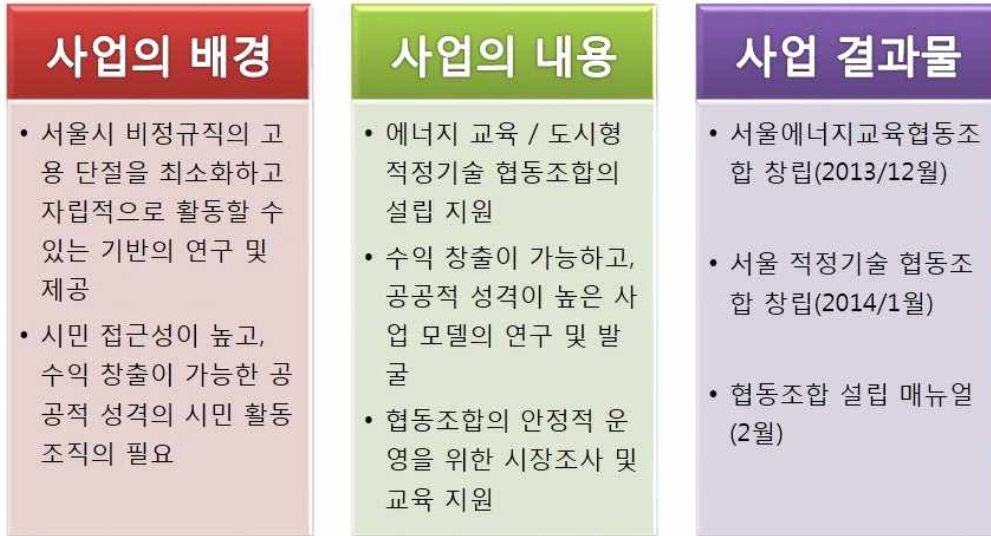 사업의 배경
• 서울시 비정규직의 고
용 단절을 최소화하고
자립적으로 활동할 수
있는 기반의 연구 및
제공
• 시민 접근성이 높고,
수익 창출이 가능한 공
공적 성격의 시민 활동
조직의 필요
사업의 내용
• 에너지 교육 / 도시형
적정기술 협동조합의
설립 지원
• 수익 창출이 가능하고,
공공적 성격이 높은 사
업 모델의 연구 및 발
굴
• 협동조합의 안정적 운
영을 위한 시장조사 및
교육 지원
사업 결과물
• 서울에너지교육협동조
합 창립(2013/12월)
• 서울 적정기술 협동조
합 창립(2014/1월)
• 협동조합 설립 매뉴얼
(2월)